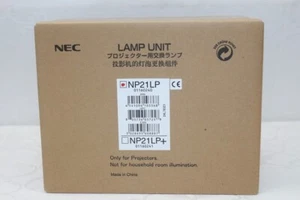 NEC
LAMP UNIT
プロジェクター用交換ランプ
投影机的灯泡更换组件
NP21LP
CE
NP21LP+
Only for Projectors.
Not for household room illumination.
Made in China